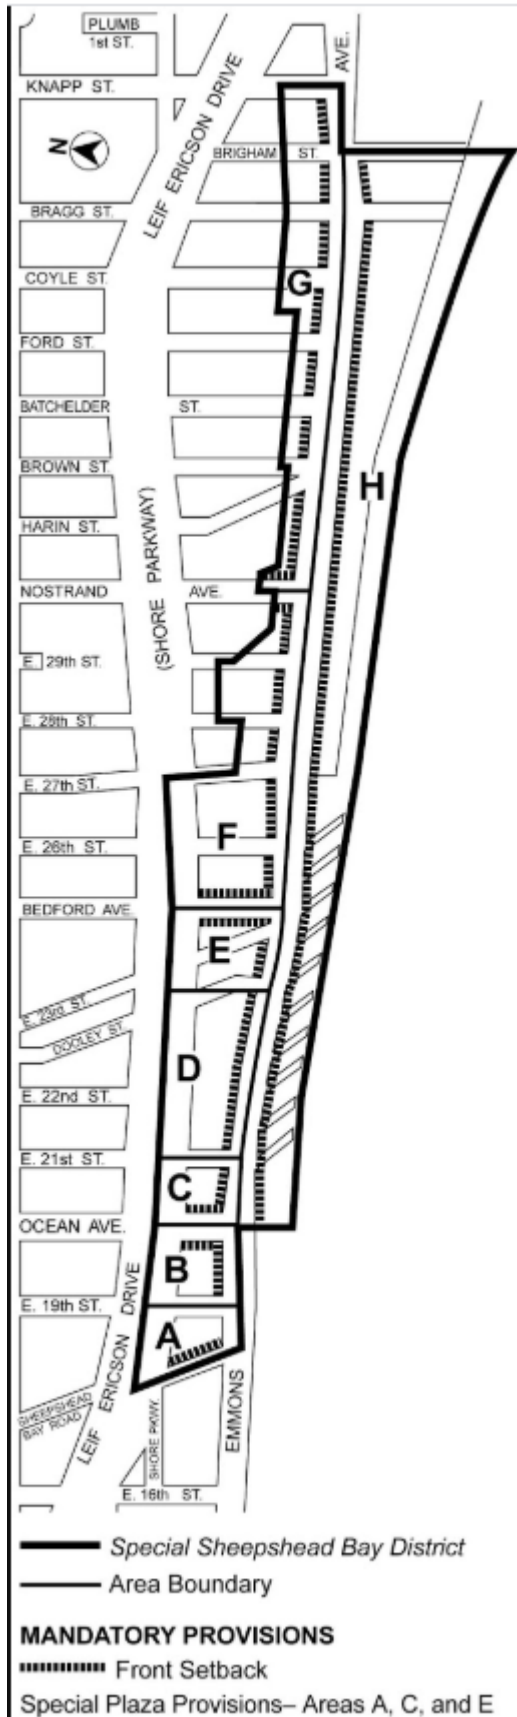 PLUMB
1st ST.
KNAPP ST.
AVE.
LEIF ERICSON DRIVE
N
BRIGHAM ST.
BRAGG ST.
COYLE ST.
G
FORD ST.
BATCHELDER ST.
BROWN ST.
H
HARIN ST.
NOSTRAND AVE.
(SHORE PARKWAY)
E. 29th ST.
E. 28th ST.
E. 27th ST.
F
E. 26th ST.
BEDFORD AVE.
E
E. 23rd ST.
DOOLEY ST.
D
E. 22nd ST.
E. 21st ST.
C
OCEAN AVE.
B
E. 19th ST.
A
LEIF ERICSON DRIVE
SHEEPSHEAD
BAY ROAD
SHORE PKWY.
EMMONS
E. 16th ST.
Special Sheepshead Bay District
Area Boundary
MANDATORY PROVISIONS
Front Setback
Special Plaza Provisions– Areas A, C, and E